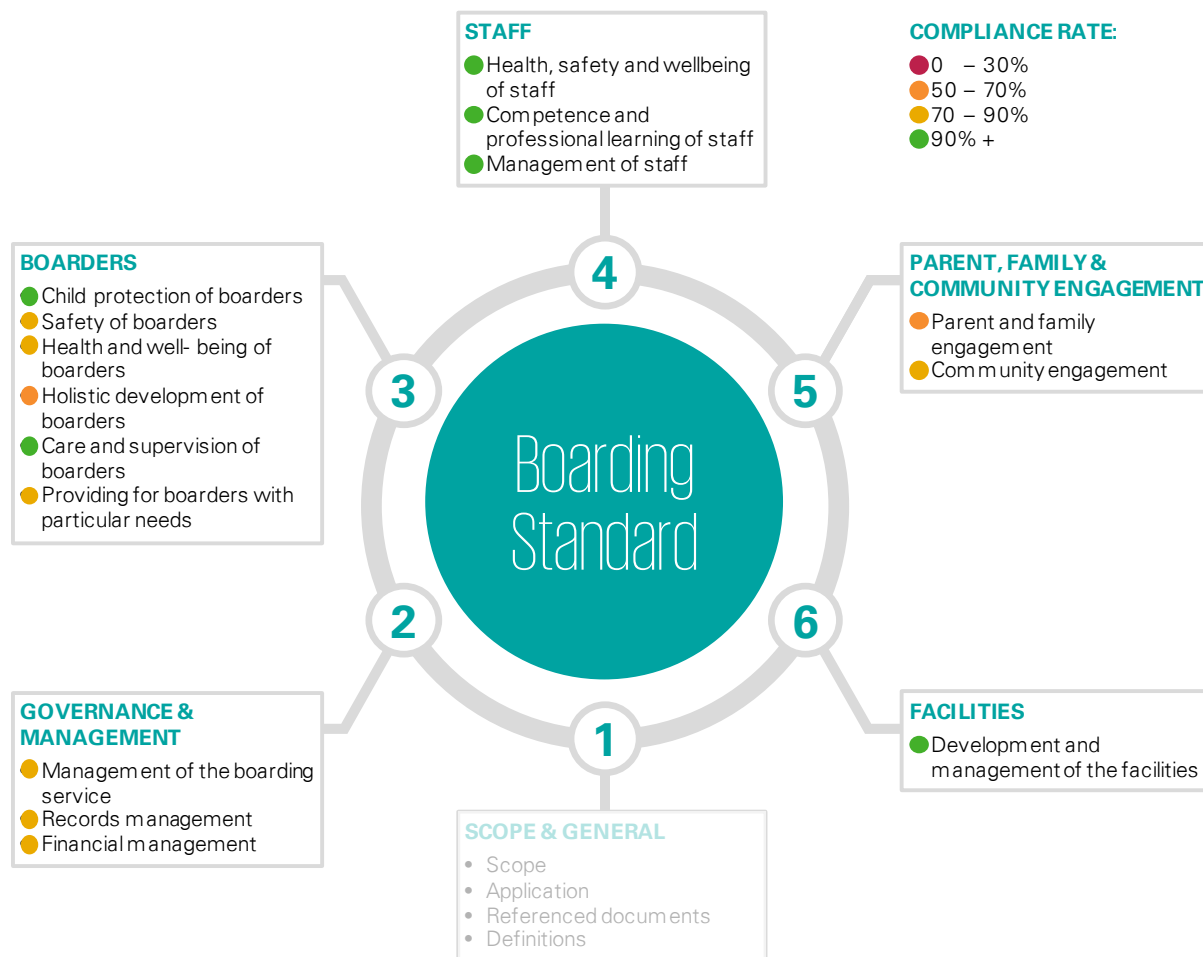 STAFF
Health, safety and wellbeing
of staff
Competence and
professional learning of staff
Management of staff
COMPLIANCE RATE:
0 – 30%
50 – 70%
70 – 90%
90% +
BOARDERS
Child protection of boarders
Safety of boarders
Health and well- being of
boarders
Holistic development of
boarders
Care and supervision of
boarders
Providing for boarders with
particular needs
4
PARENT, FAMILY &
COMMUNITY ENGAGEMENT
Parent and family
engagement
Community engagement
3
5
Boarding
Standard
2
6
GOVERNANCE &
MANAGEMENT
Management of the boarding
service
Records management
Financial management
1
FACILITIES
Development and
management of the facilities
SCOPE & GENERAL
• Scope
• Application
• Referenced documents
• Definitions